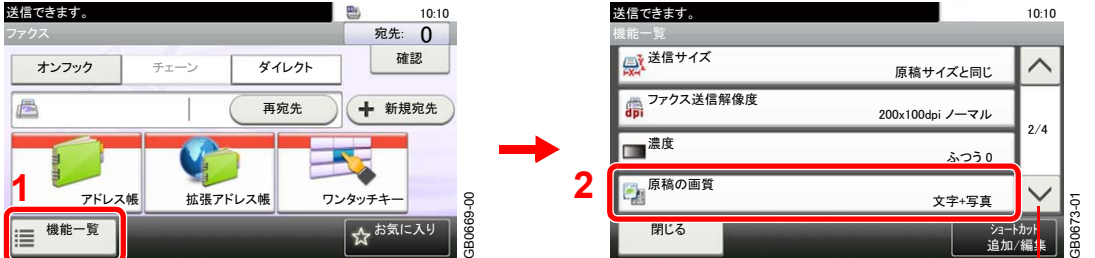 送信できます。
10:10
ファクス
宛先: 0
オンフック
チェーン
ダイレクト
確認
再宛先
新規宛先
1
アドレス帳
拡張アドレス帳
ワンタッチキー
機能一覧
お気に入り
GB0669-00
送信できます。
10:10
機能一覧
送信サイズ
原稿サイズと同じ
ファクス送信解像度
dpi
200x100dpi ノーマル
2/4
濃度
ふつう 0
2
原稿の画質
文字+写真
閉じる
ショートカット
追加/編集
GB0673-01